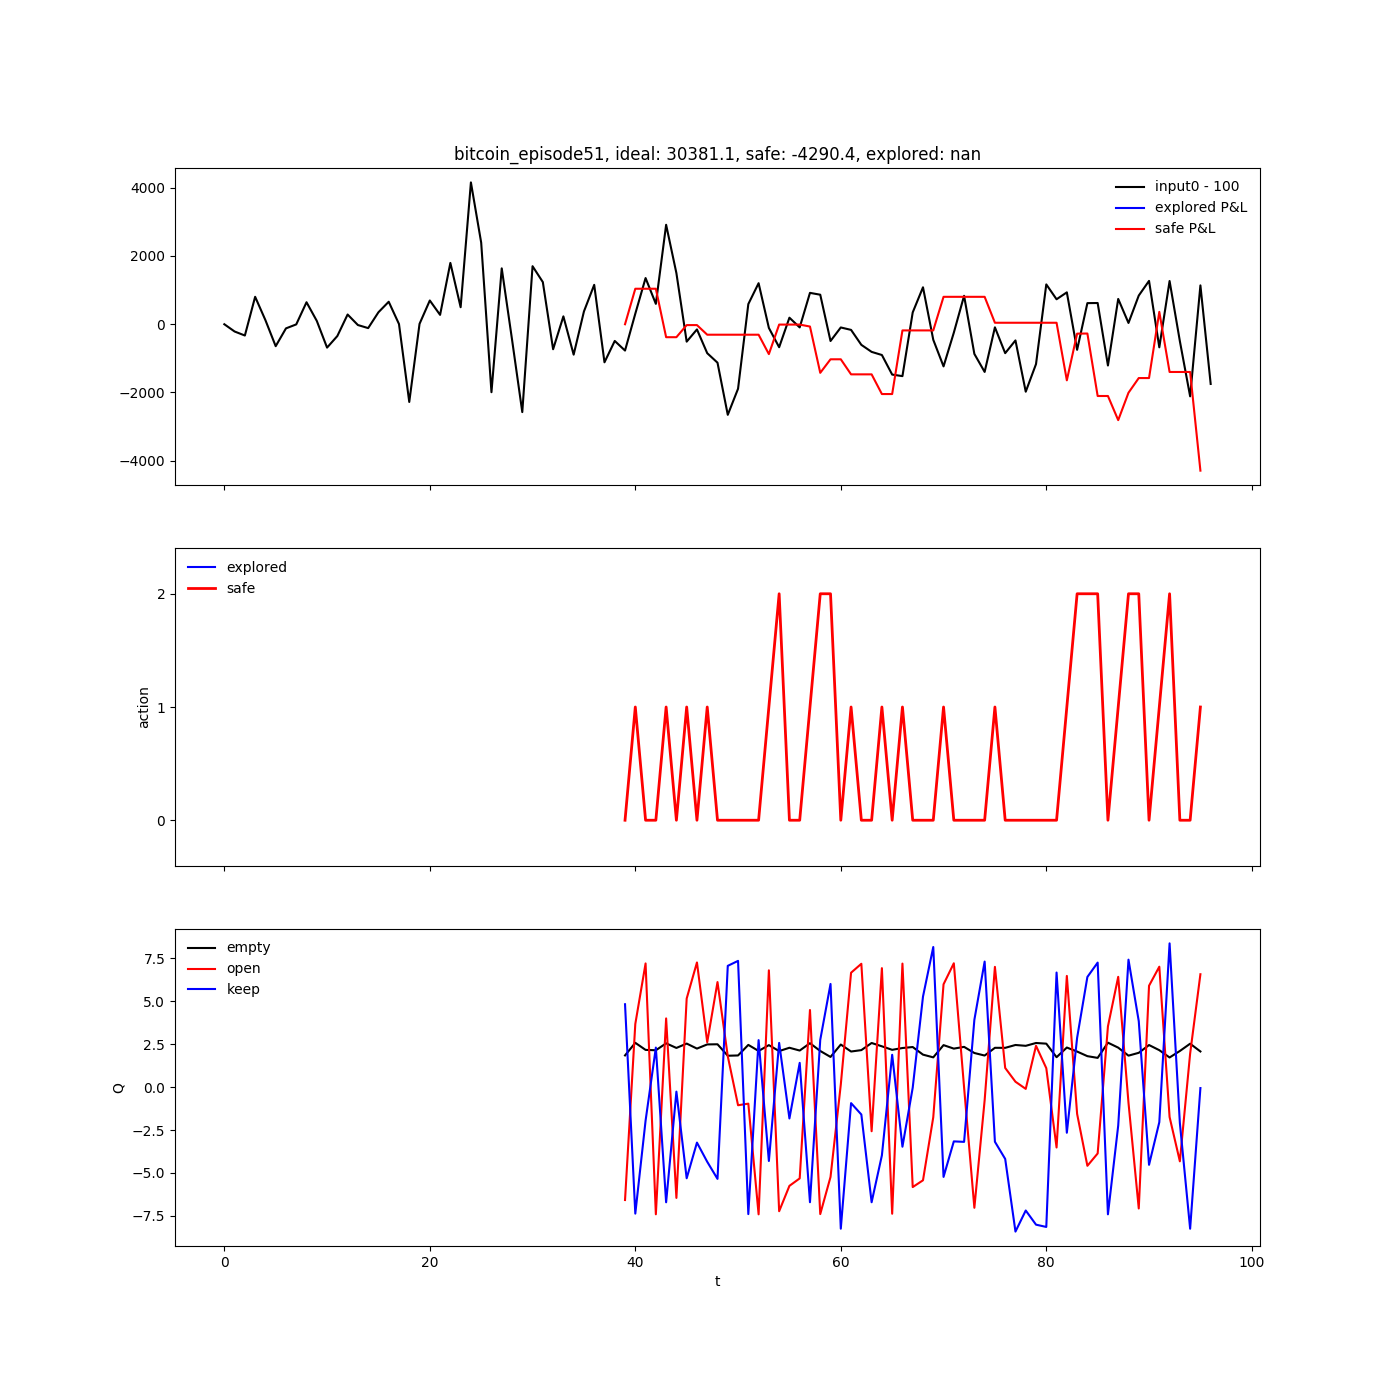 bitcoin_episode51, ideal: 30381.1, safe: -4290.4, explored: nan
4000
2000
0
−2000
−4000
input0 - 100
explored P&L
safe P&L
2
1
0
action
explored
safe
7.5
5.0
2.5
0.0
−2.5
−5.0
−7.5
Q
empty
open
keep
0 20 40 60 80 100
t